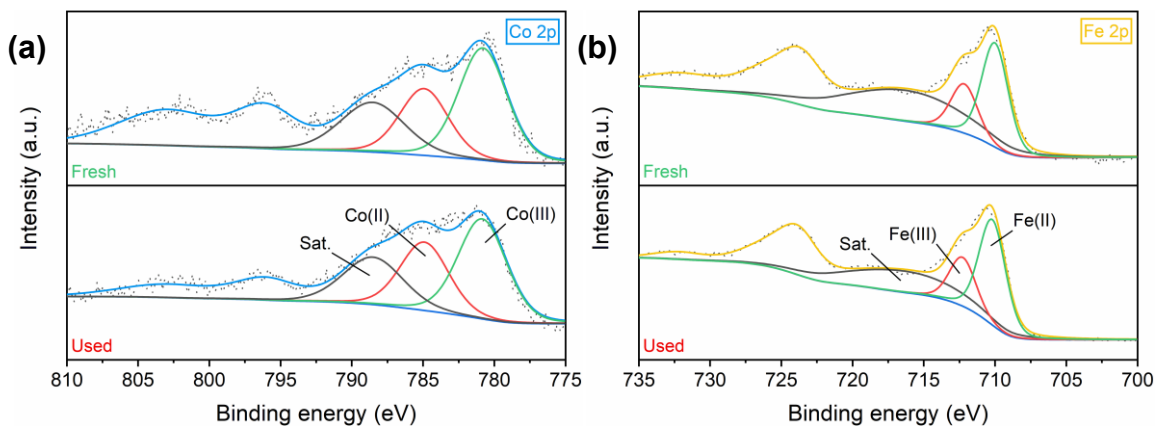 (a)
Co 2p
Intensity (a.u.)
Fresh
Intensity (a.u.)
Co(II)
Co(III)
Sat.
Used
810 805 800 795 790 785 780 775
Binding energy (eV)
(b)
Fe 2p
Intensity (a.u.)
Fresh
Intensity (a.u.)
Sat.
Fe(III)
Fe(II)
Used
735 730 725 720 715 710 705 700
Binding energy (eV)